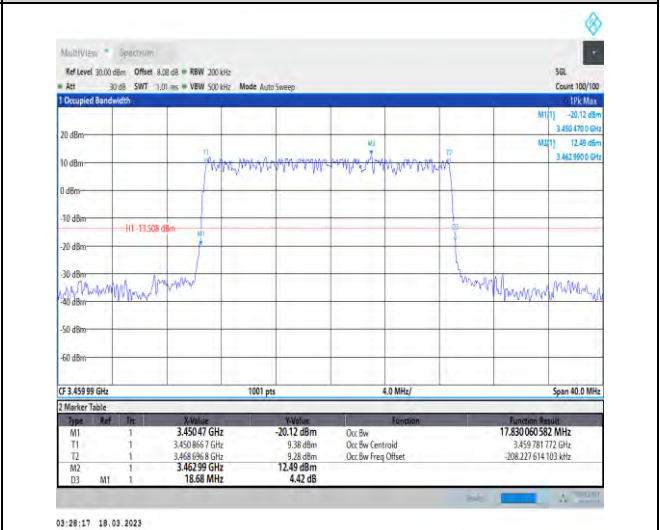 MultiView Spectrum
Ref Level 30.00 dBm Offset 8.08 dB RBW 200 kHz SGL
Att 30 dB SWT 1.01 ms VBW 500 kHz Mode Auto Sweep Count 100/100
1 Occupied Bandwidth 1Pk Max
M1[1] -20.12 dBm
3.450 470 0 GHz
M2[1] 12.49 dBm
3.462 990 0 GHz
20 dBm
M2
T1
T2
10 dBm
0 dBm
-10 dBm
H1 -13.508 dBm
M1
D3
-20 dBm
-30 dBm
-40 dBm
-50 dBm
-60 dBm
CF 3.459 99 GHz 1001 pts 4.0 MHz/ Span 40.0 MHz
2 Marker Table
Type Ref Trc X-Value Y-Value Function Function Result
M1 1 3.450 47 GHz -20.12 dBm Occ Bw 17.830 060 582 MHz
T1 1 3.450 866 7 GHz 9.38 dBm Occ Bw Centroid 3.459 781 772 GHz
T2 1 3.468 696 8 GHz 9.28 dBm Occ Bw Freq Offset -208.227 614 103 kHz
M2 1 3.462 99 GHz 12.49 dBm
D3 M1 1 18.68 MHz 4.42 dB
03:28:17 18.03.2023